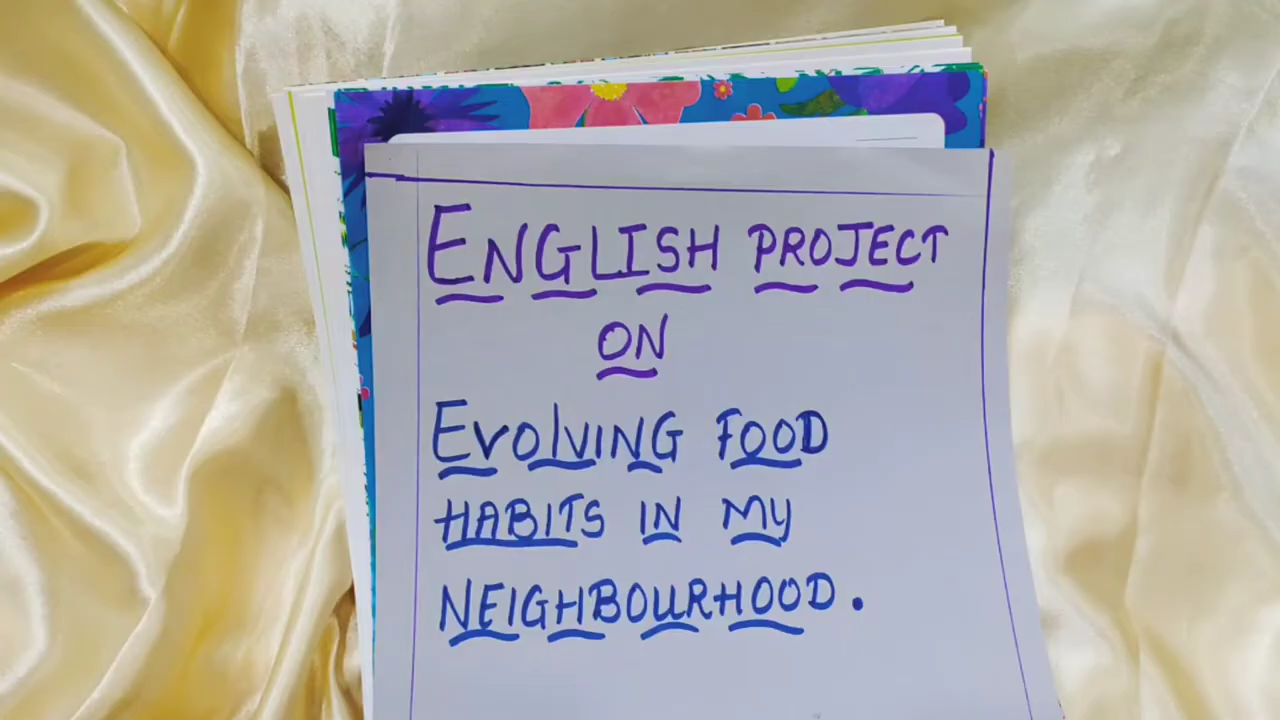 ENGLISH PROJECT
ON
EVOLVING FOOD
HABITS IN MY
NEIGHBOURHOOD.